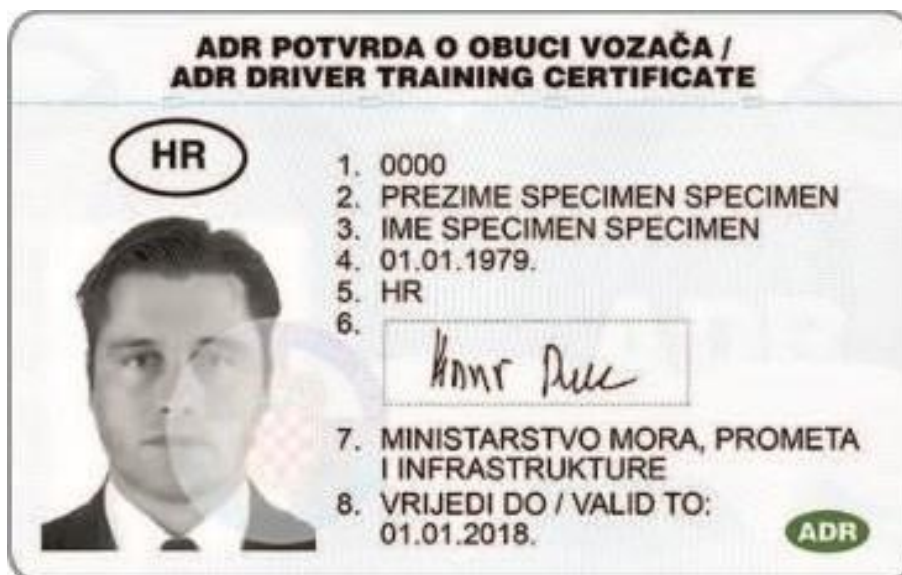 ADR POTVRDA O OBUCI VOZAČA /
ADR DRIVER TRAINING CERTIFICATE
HR
1. 0000
2. PREZIME SPECIMEN SPECIMEN
3. IME SPECIMEN SPECIMEN
4. 01.01.1979.
5. HR
6.
7. MINISTARSTVO MORA, PROMETA
I INFRASTRUKTURE
8. VRIJEDI DO / VALID TO:
01.01.2018.
ADR